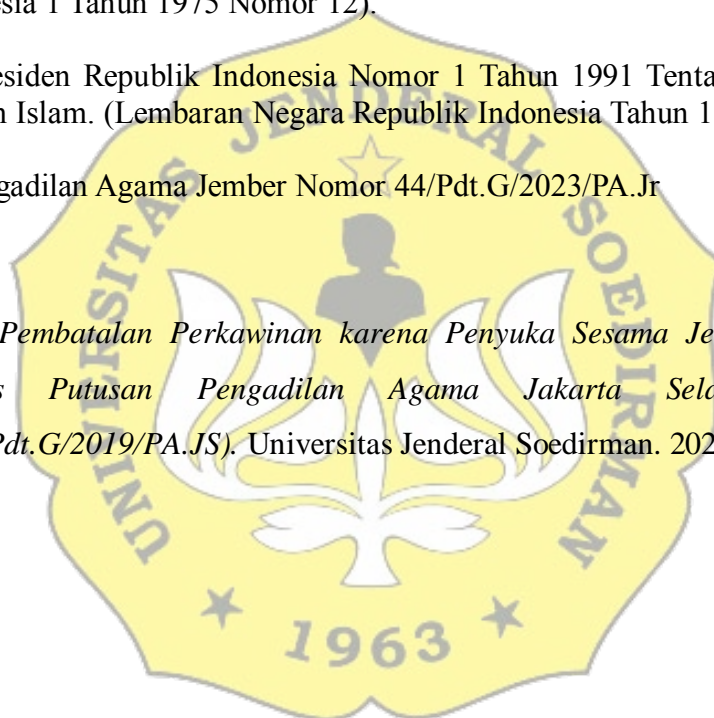 esia 1 Tahun 1975 Nomor 12).
esiden Republik Indonesia Nomor 1 Tahun 1991 Tenta
n Islam. (Lembaran Negara Republik Indonesia Tahun 1
gadilan Agama Jember Nomor 44/Pdt.G/2023/PA.Jr
Pembatalan Perkawinan karena Penyuka Sesama Je
s Putusan Pengadilan Agama Jakarta Sela
Pdt.G/2019/PA.JS). Universitas Jenderal Soedirman. 202
UNIVERSITAS JENDERAL SOEDIRMAN
1963